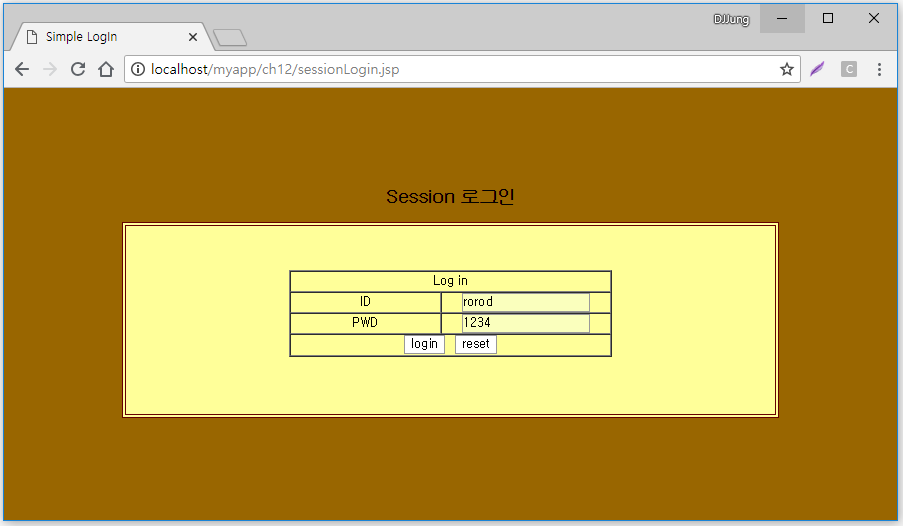 DJJung
Simple LogIn
localhost/myapp/ch12/sessionLogin.jsp
C
Session 로그인
Log in
ID rorod
PWD 1234
login reset